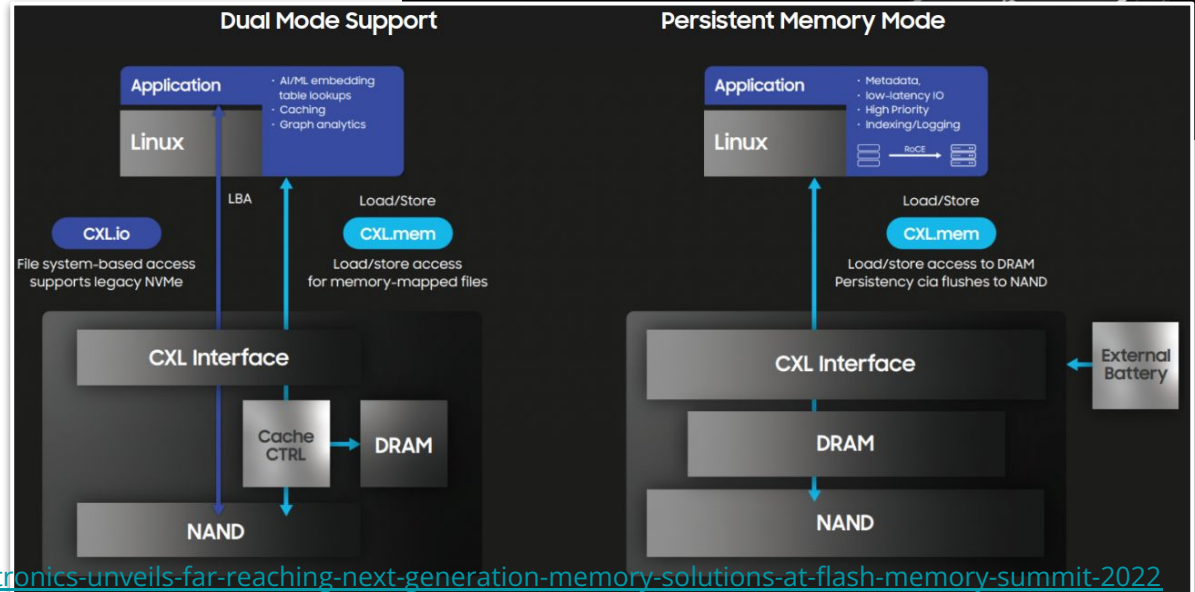 Dual Mode Support
Application
· AI/ML embedding
table lookups
· Caching
· Graph analytics
Linux
LBA
Load/Store
CXL.io
CXL.mem
File system-based access
supports legacy NVMe
Load/store access
for memory-mapped files
CXL Interface
Cache
CTRL
DRAM
NAND
Persistent Memory Mode
Application
· Metadata,
· low-latency IO
· High Priority
· Indexing/Logging
Linux
RoCE
Load/Store
CXL.mem
Load/store access to DRAM
Persistency cia flushes to NAND
CXL Interface
External
Battery
DRAM
NAND
tronics-unveils-far-reaching-next-generation-memory-solutions-at-flash-memory-summit-2022